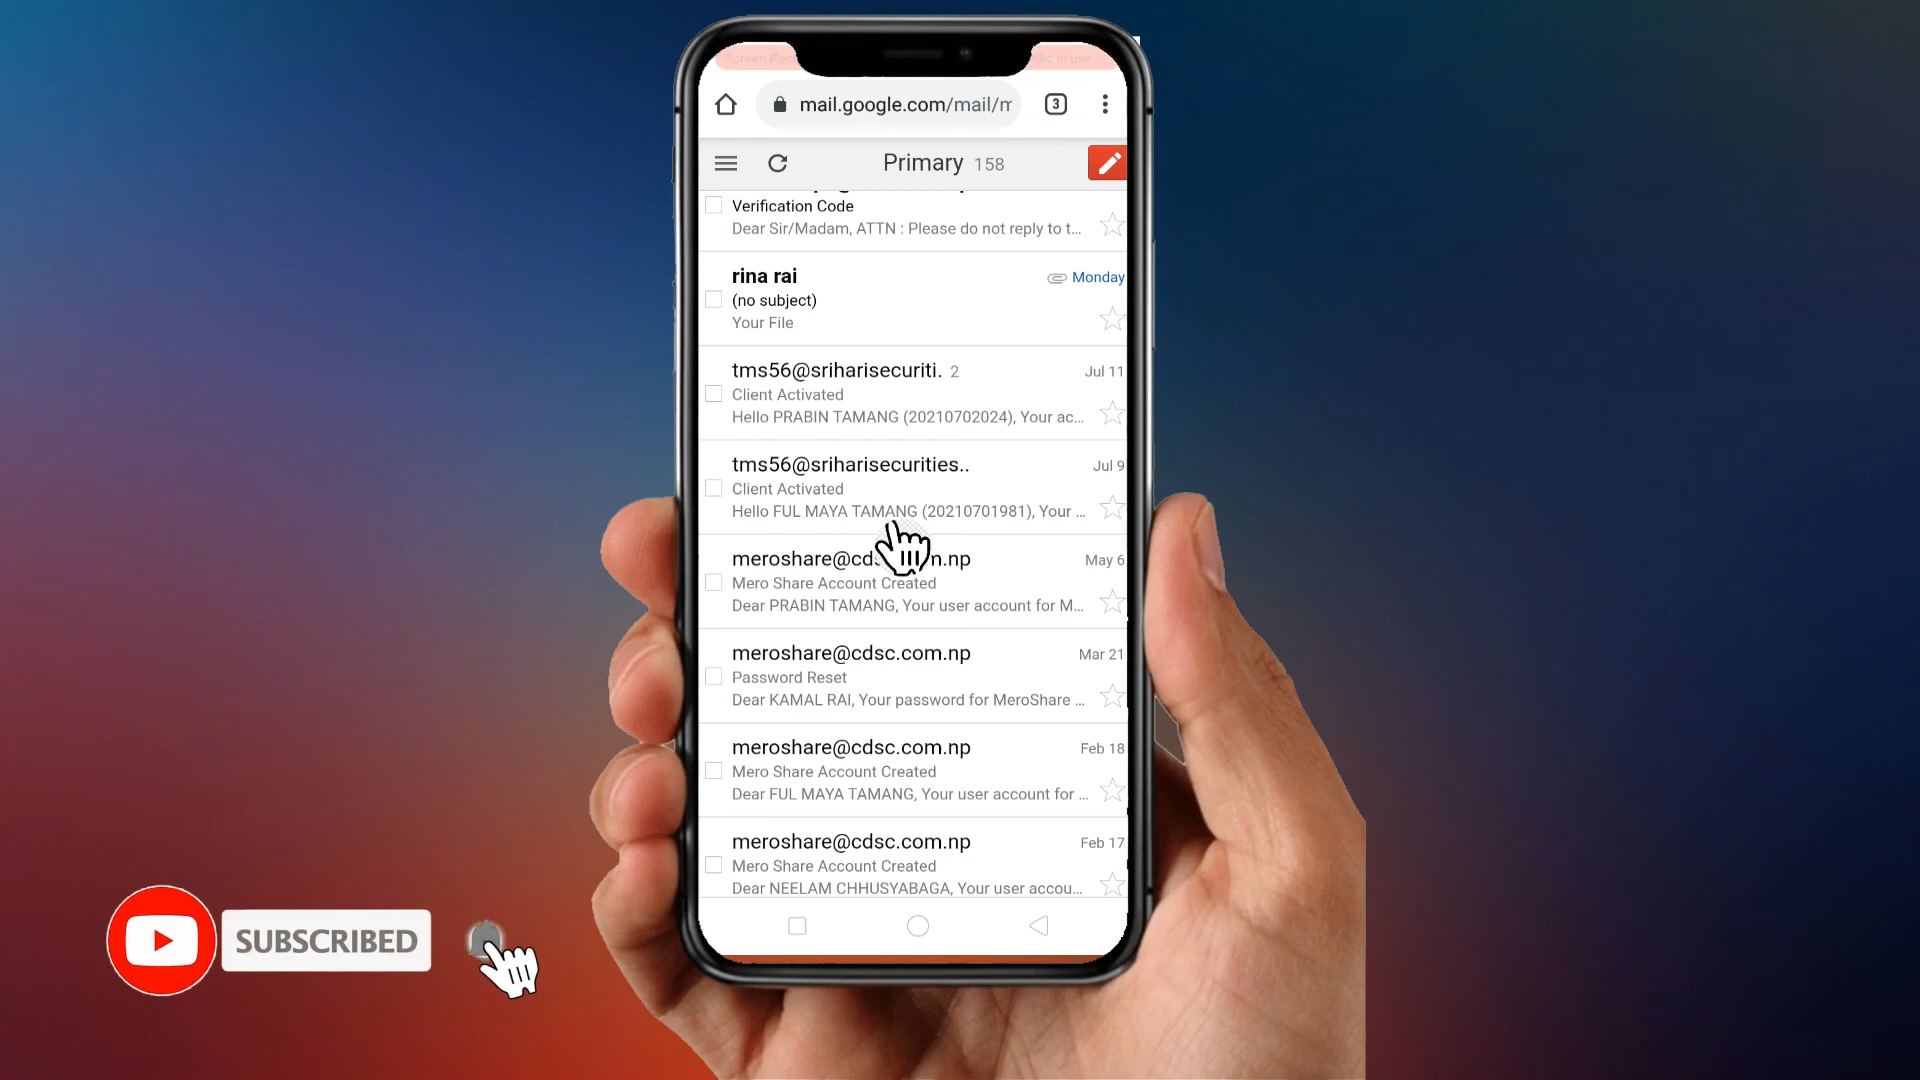 mail.google.com/mail/m
3
Primary 158
Verification Code
Dear Sir/Madam, ATTN : Please do not reply to t...
rina rai
Monday
(no subject)
Your File
tms56@sriharisecuriti. 2
Jul 11
Client Activated
Hello PRABIN TAMANG (20210702024), Your ac...
tms56@sriharisecurities..
Jul 9
Client Activated
Hello FUL MAYA TAMANG (20210701981), Your ...
May 6
Mero Share Account Created
Dear PRABIN TAMANG, Your user account for M...
meroshare@cdsc.com.np
Mar 21
Password Reset
Dear KAMAL RAI, Your password for MeroShare ...
meroshare@cdsc.com.np
Feb 18
Mero Share Account Created
Dear FUL MAYA TAMANG, Your user account for ...
meroshare@cdsc.com.np
Feb 17
Mero Share Account Created
Dear NEELAM CHHUSYABAGA, Your user accou...
SUBSCRIBED